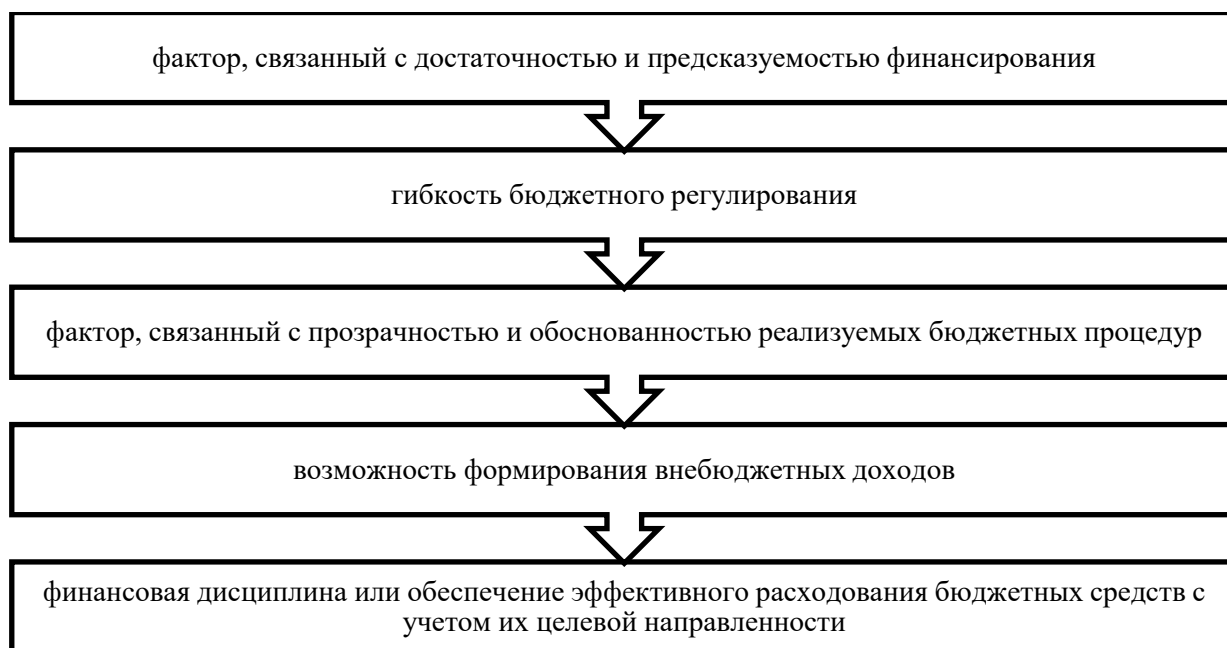 фактор, связанный с достаточностью и предсказуемостью финансирования
гибкость бюджетного регулирования
фактор, связанный с прозрачностью и обоснованностью реализуемых бюджетных процедур
возможность формирования внебюджетных доходов
финансовая дисциплина или обеспечение эффективного расходования бюджетных средств с
учетом их целевой направленности